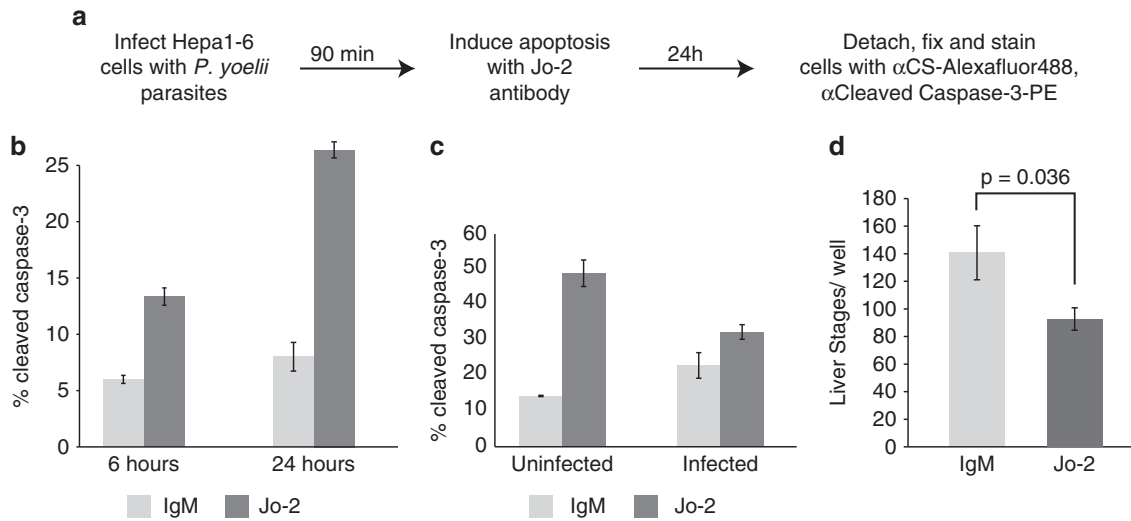 a
Infect Hepa1-6
cells with P. yoelii
parasites
90 min
Induce apoptosis
with Jo-2
antibody
24h
Detach, fix and stain
cells with αCS-Alexafluor488,
αCleaved Caspase-3-PE
b
% cleaved caspase-3
25
20
15
10
5
0
6 hours
24 hours
IgM
Jo-2
c
% cleaved caspase-3
60
50
40
30
20
10
0
Uninfected
Infected
IgM
Jo-2
d
p = 0.036
Liver Stages/ well
180
160
140
120
100
80
60
40
20
0
IgM
Jo-2